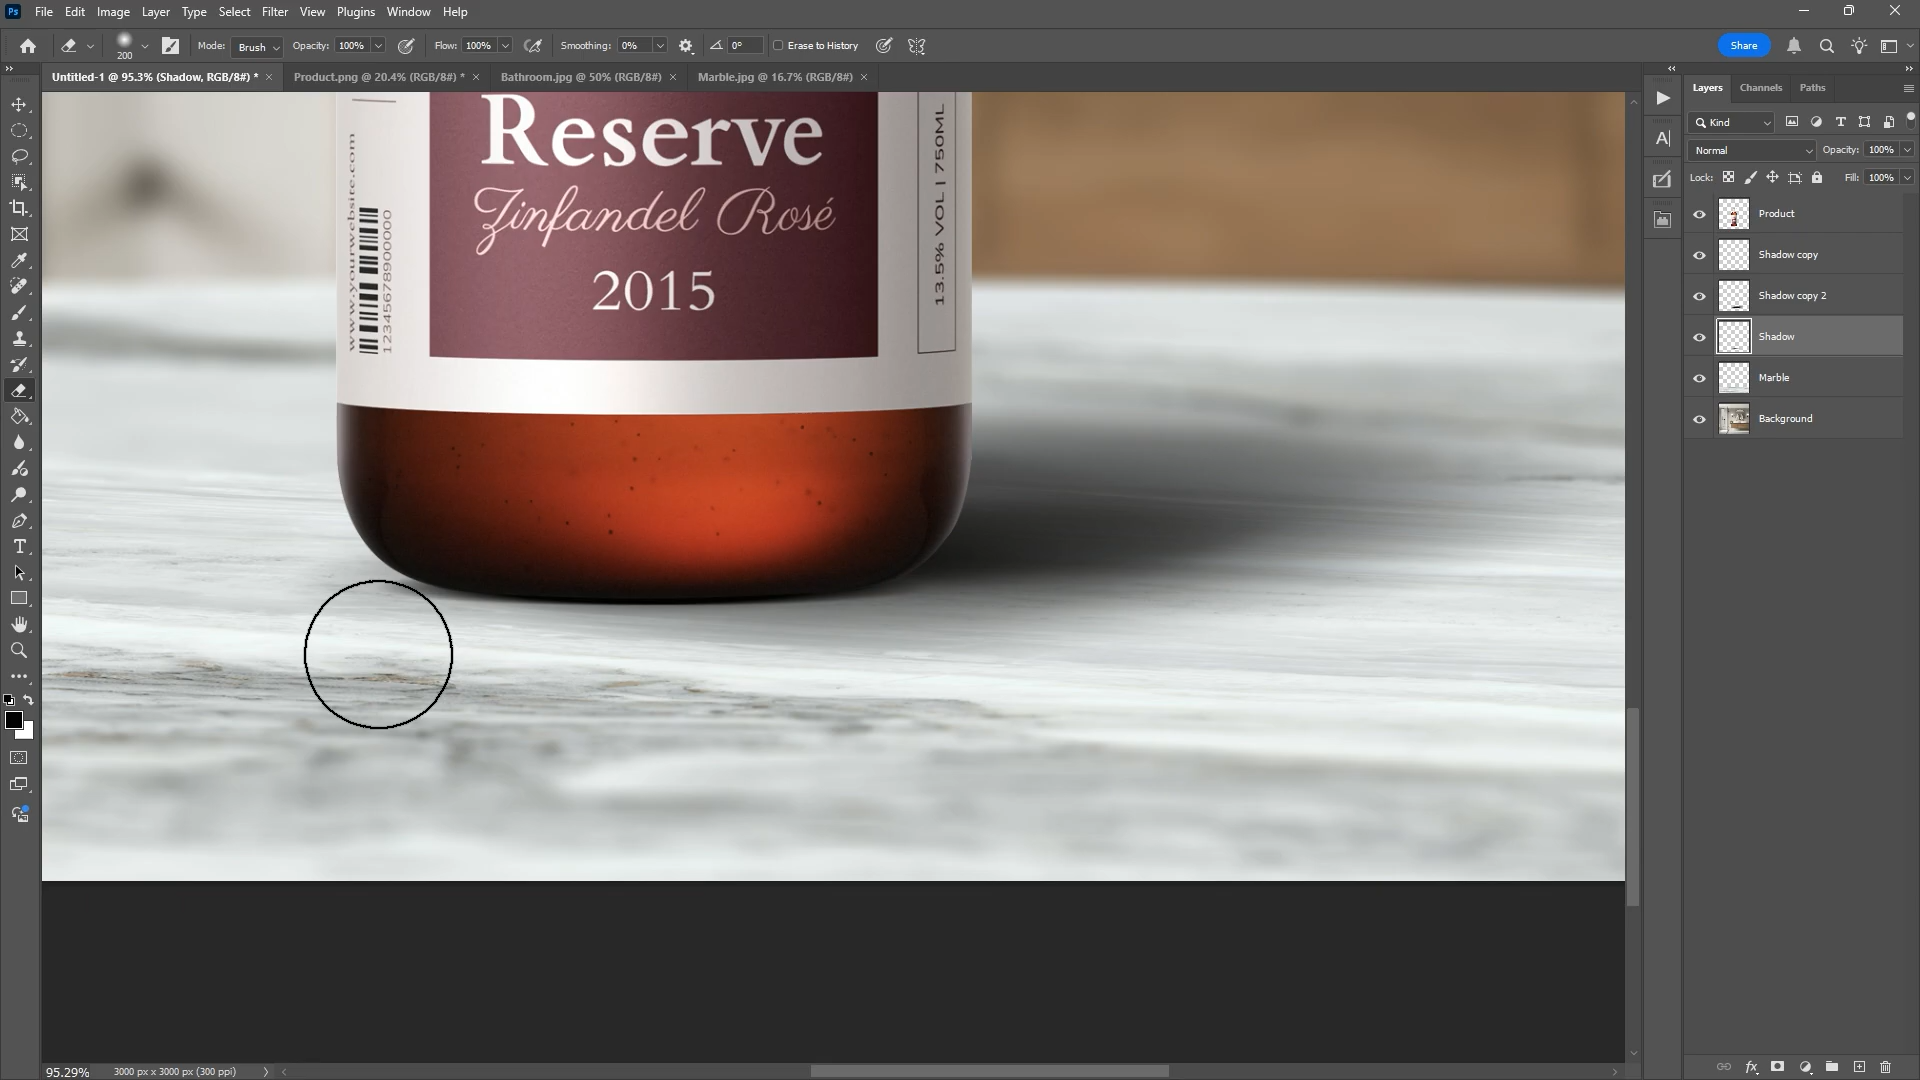 Ps File Edit Image Layer Type Select Filter View Plugins Window Help
200 Mode: Brush Opacity: 100% Flow: 100% Smoothing: 0% 0° Erase to History Share
Untitled-1 @ 95.3% (Shadow, RGB/8#) * × Product.png @ 20.4% (RGB/8#) * × Bathroom.jpg @ 50% (RGB/8#) × Marble.jpg @ 16.7% (RGB/8#) ×
Reserve
Zinfandel Rosé
2015
www.yourwebsite.com
1234567890000
13.5% VOL I 750ML
Layers Channels Paths
Kind
Normal Opacity: 100%
Lock: Fill: 100%
Product
Shadow copy
Shadow copy 2
Shadow
Marble
Background
95.29% 3000 px x 3000 px (300 ppi)